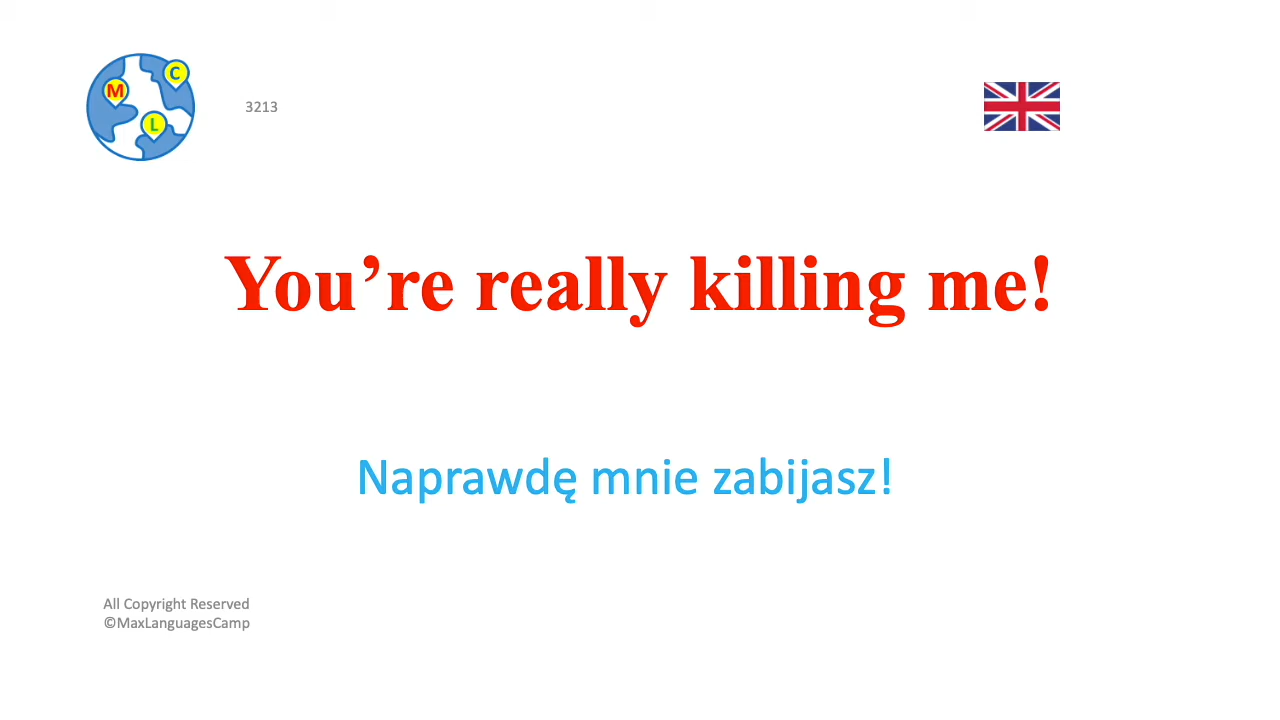 M
C
L
3213
You’re really killing me!
Naprawdę mnie zabijasz!
All Copyright Reserved
©MaxLanguagesCamp